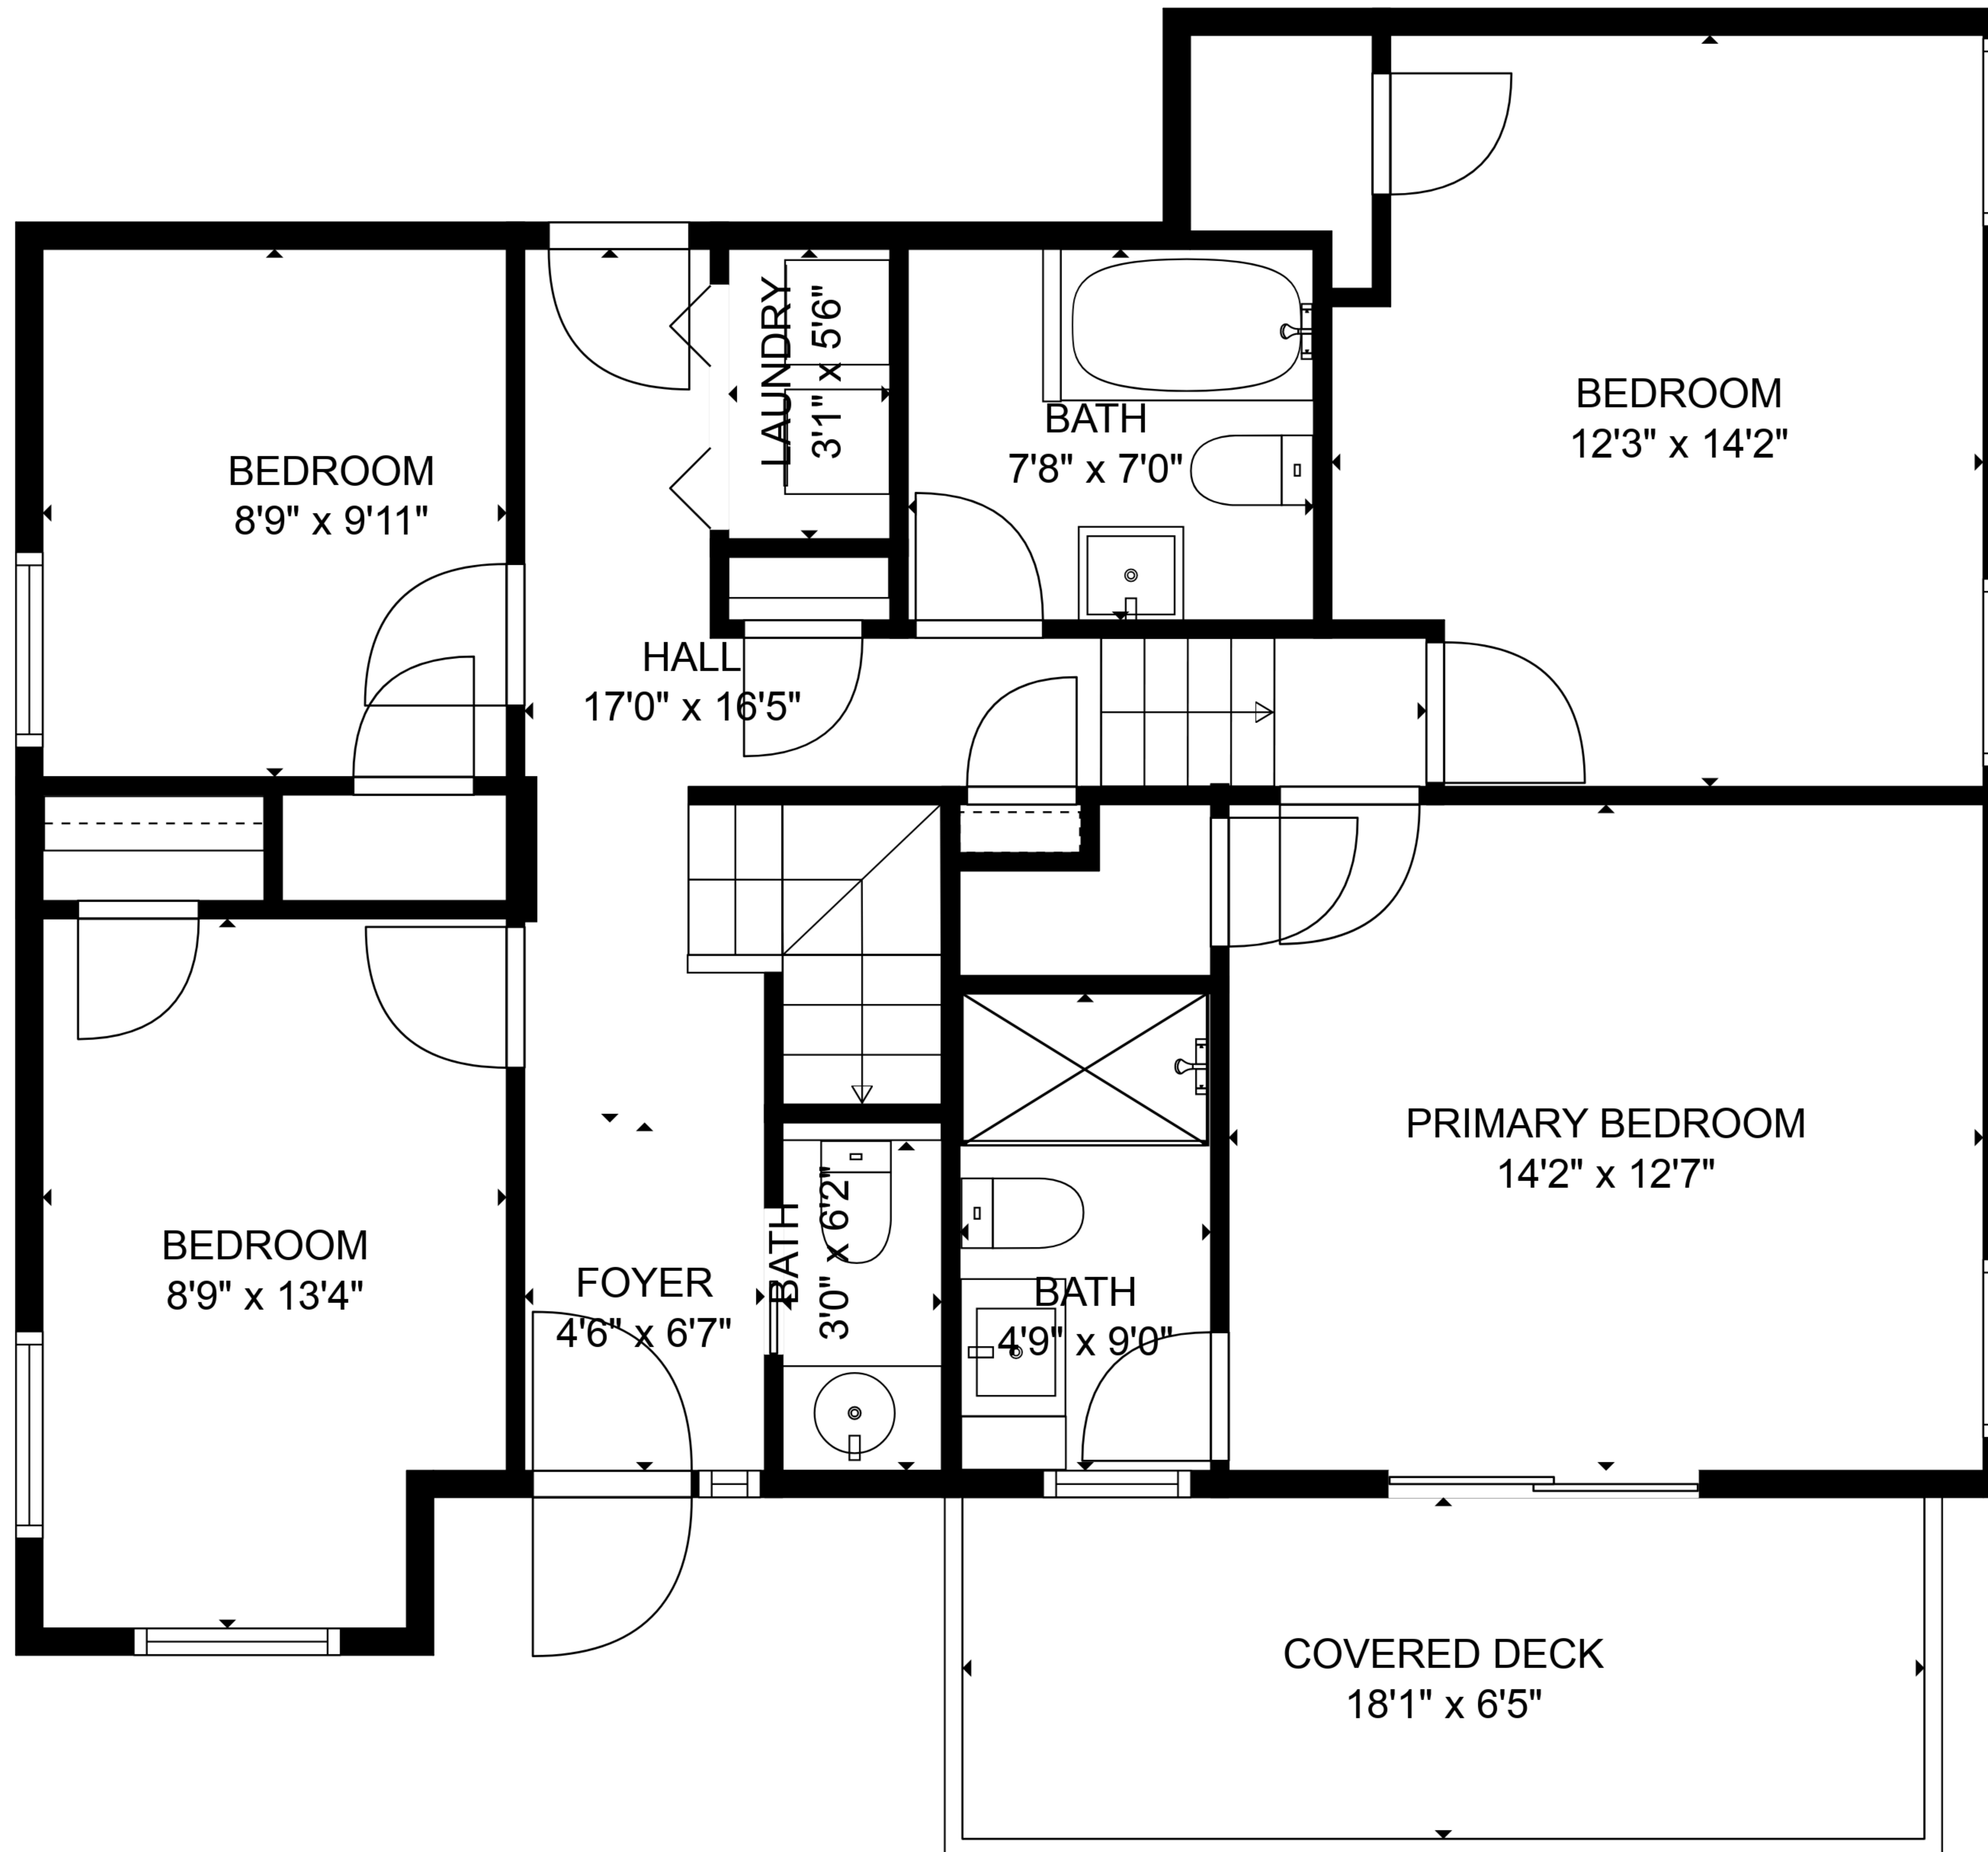 BEDROOM
12'3" x 14'2"
LAUNDRY
3'1" x 5'6"
BATH
7'8" x 7'0"
BEDROOM
8'9" x 9'11"
HALL
17'0" x 16'5"
PRIMARY BEDROOM
14'2" x 12'7"
BEDROOM
8'9" x 13'4"
FOYER
4'6" x 6'7"
BATH
3'0" x 6'2"
BATH
4'9" x 9'0"
COVERED DECK
18'1" x 6'5"